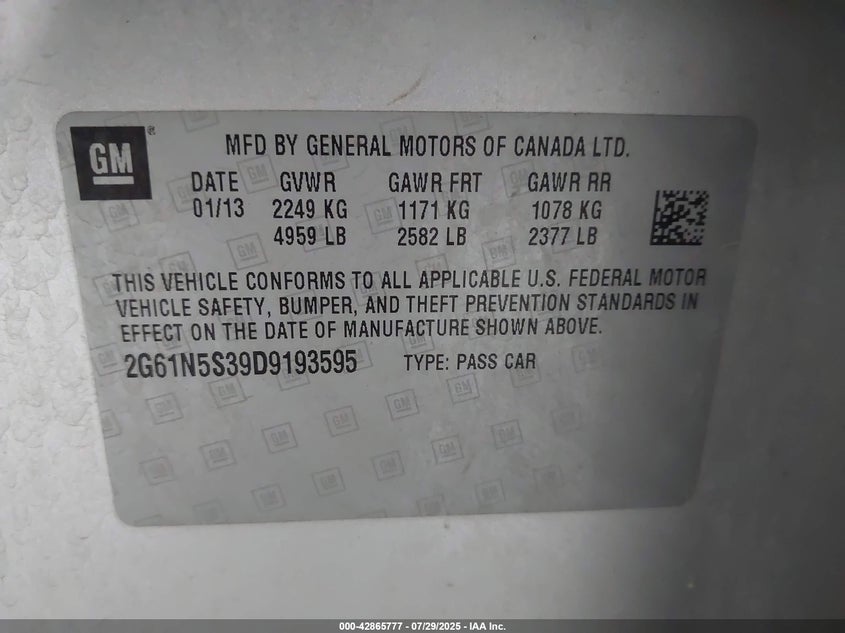 GM
MFD BY GENERAL MOTORS OF CANADA LTD.
DATE GVWR GAWR FRT GAWR RR
01/13 2249 KG 1171 KG 1078 KG
4959 LB 2582 LB 2377 LB
THIS VEHICLE CONFORMS TO ALL APPLICABLE U.S. FEDERAL MOTOR
VEHICLE SAFETY, BUMPER, AND THEFT PREVENTION STANDARDS IN
EFFECT ON THE DATE OF MANUFACTURE SHOWN ABOVE.
2G61N5S39D9193595 TYPE: PASS CAR
000-42865777 - 07/29/2025 - IAA Inc.